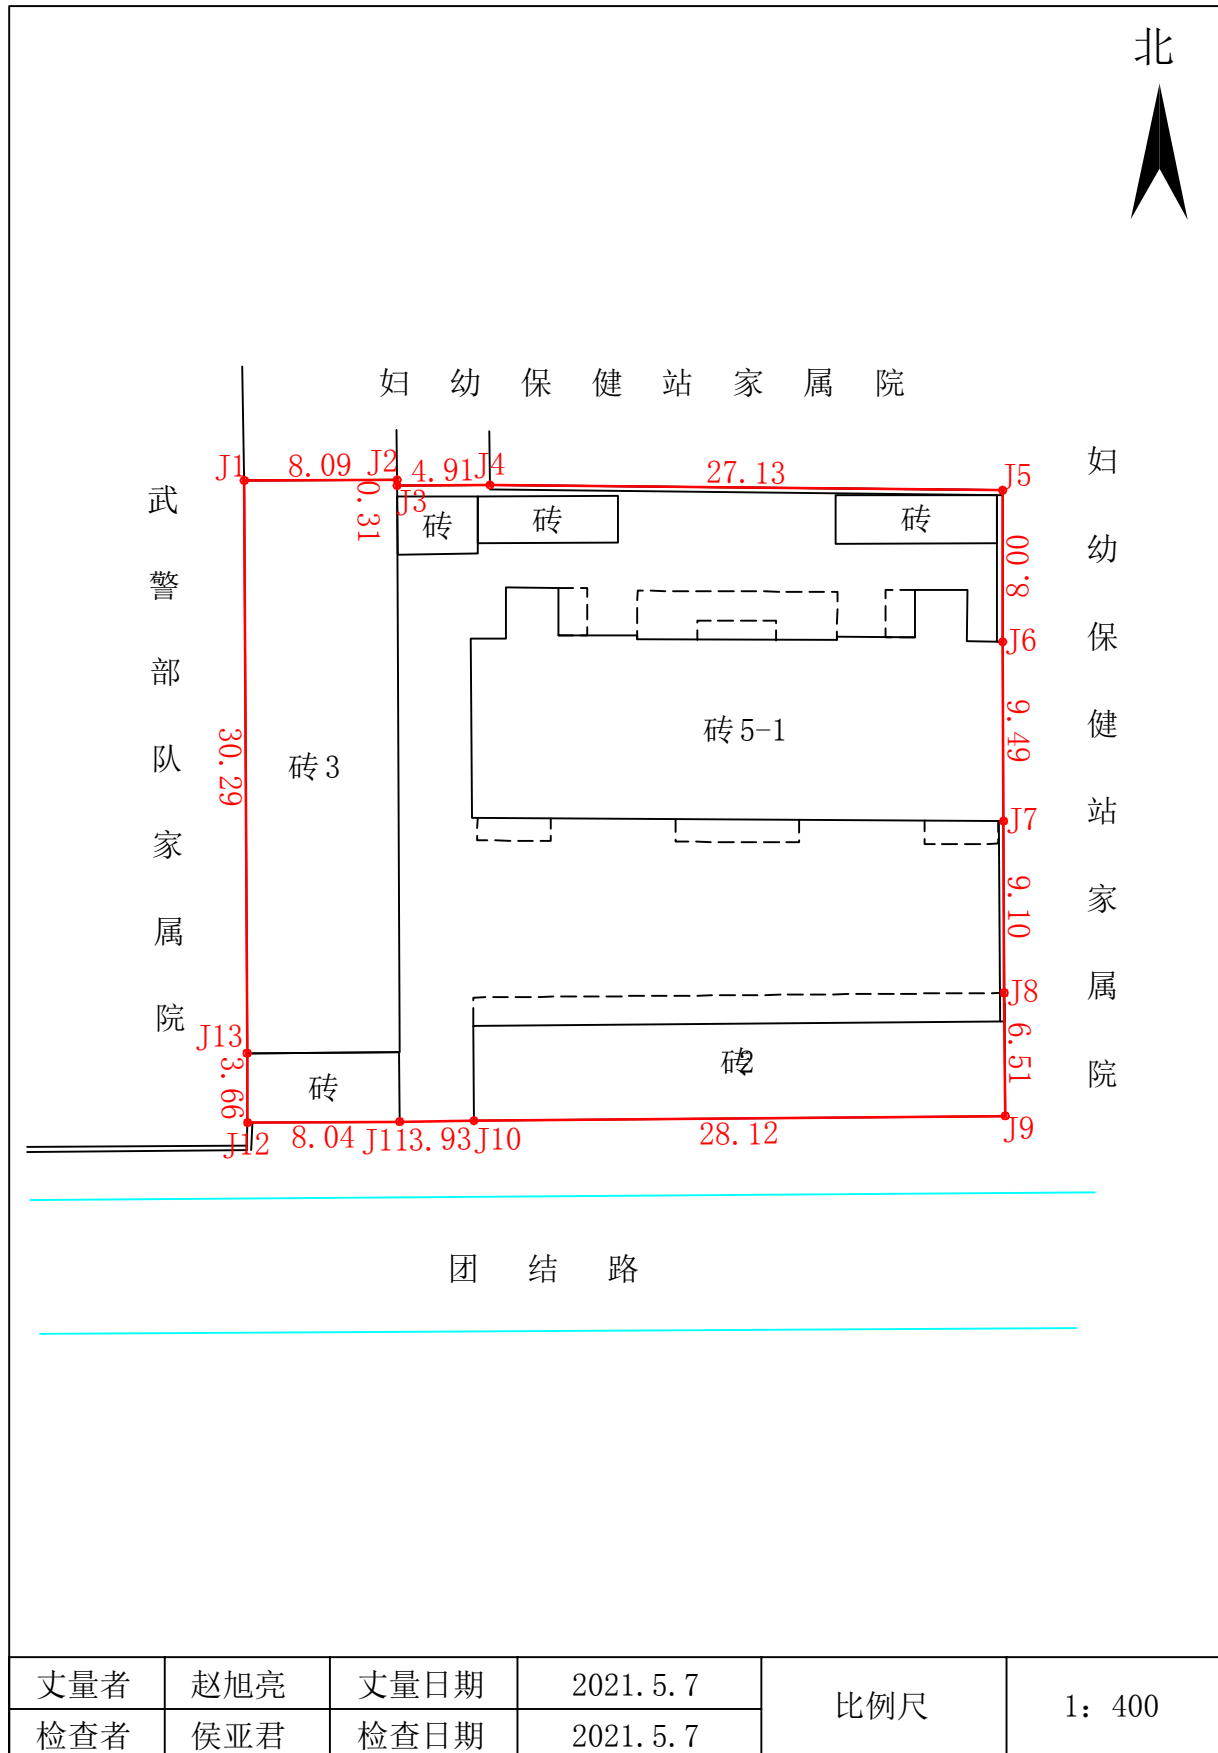 北
妇幼保健站家属院
J1
8.09
J2
4.91
J4
27.13
J5
0.31
J3
砖
砖
砖
8.00
J6
武警部队家属院
妇幼保健站家属院
砖5-1
9.49
30.29
砖3
J7
9.10
J8
J13
3.66
砖
砖2
6.51
J12
8.04
J11
3.93
J10
28.12
J9
团结路
丈量者 赵旭亮 丈量日期 2021.5.7 比例尺 1: 400
检查者 侯亚君 检查日期 2021.5.7